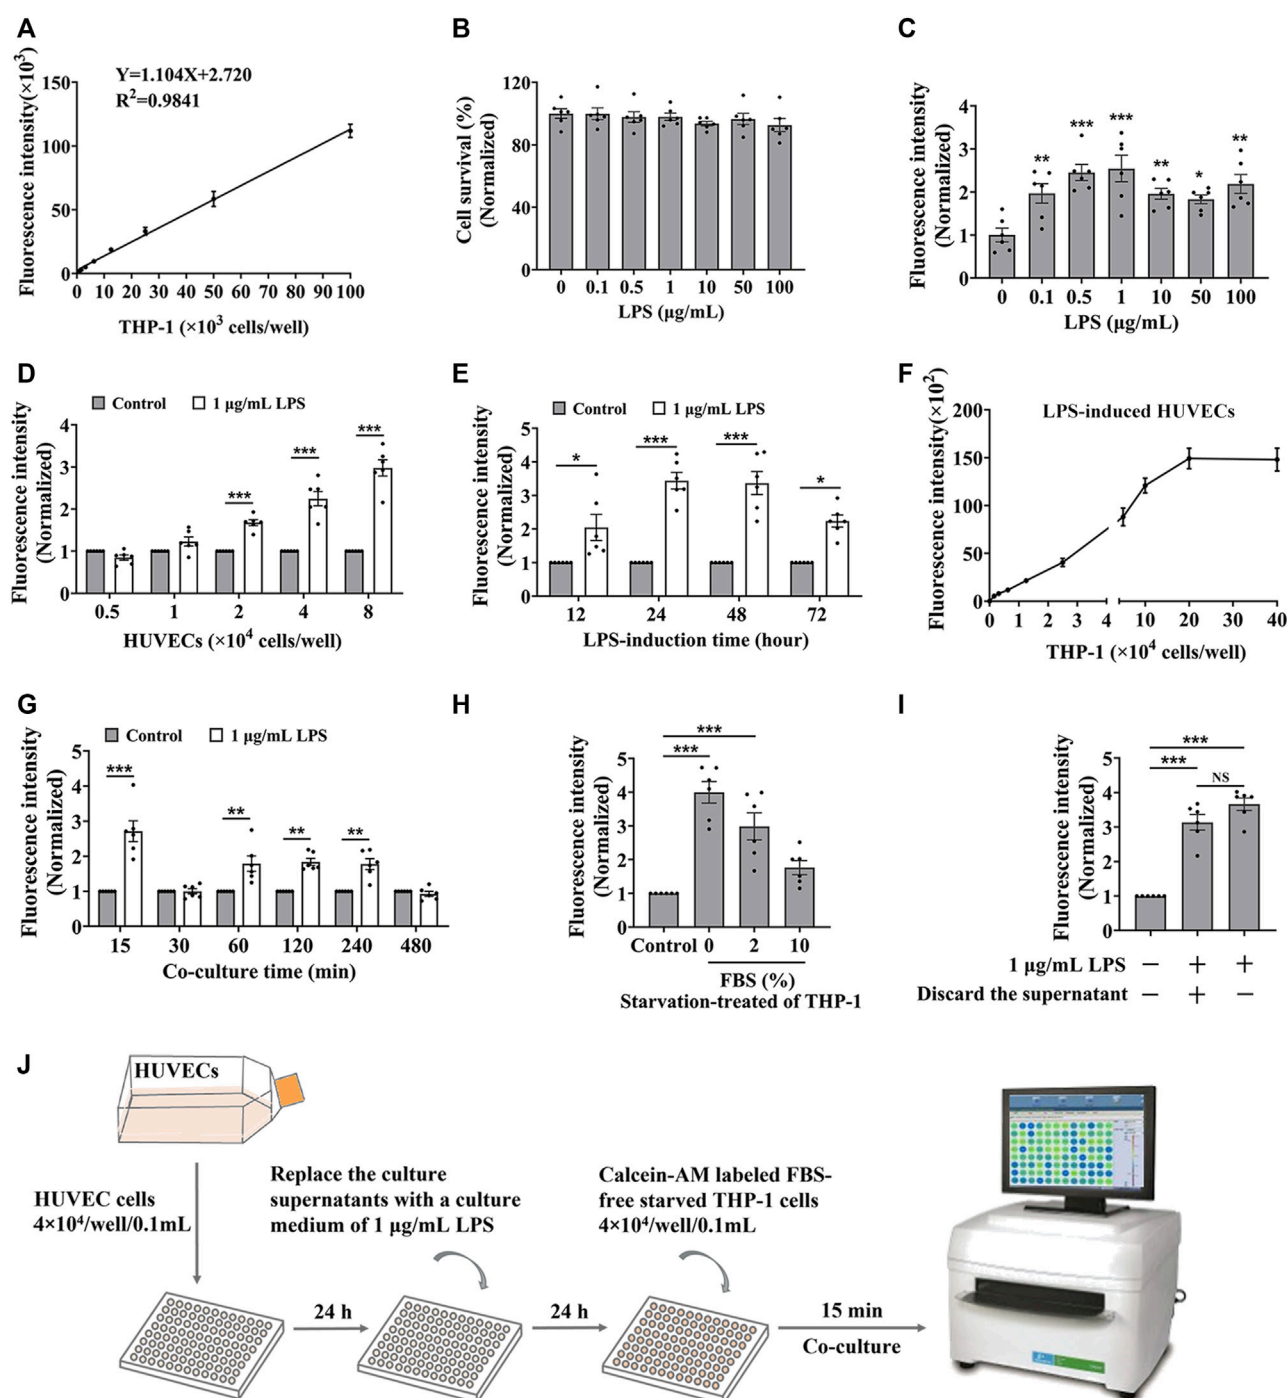 A
Fluorescence intensity(×10³)
Y=1.104X+2.720
R²=0.9841
150
100
50
0
0 10 20 30 40 50 60 70 80 90 100
THP-1 (×10³ cells/well)
B
Cell survival (%)
(Normalized)
120
80
40
0
0 0.1 0.5 1 10 50 100
LPS (μg/mL)
C
Fluorescence intensity
(Normalized)
4
3
2
1
0
** *** *** ** * **
0 0.1 0.5 1 10 50 100
LPS (μg/mL)
D
Fluorescence intensity
(Normalized)
Control 1 μg/mL LPS
4
3
2
1
0
*** *** ***
0.5 1 2 4 8
HUVECs (×10⁴ cells/well)
E
Fluorescence intensity
(Normalized)
Control 1 μg/mL LPS
5
4
3
2
1
0
* *** *** *
12 24 48 72
LPS-induction time (hour)
F
Fluorescence intensity(×10²)
LPS-induced HUVECs
200
150
100
50
0
0 1 2 3 4 10 20 30 40
THP-1 (×10⁴ cells/well)
G
Fluorescence intensity
(Normalized)
Control 1 μg/mL LPS
5
4
3
2
1
0
*** ** ** **
15 30 60 120 240 480
Co-culture time (min)
H
Fluorescence intensity
(Normalized)
***
***
5
4
3
2
1
0
Control 0 2 10
FBS (%)
Starvation-treated of THP-1
I
Fluorescence intensity
(Normalized)
***
***
NS
5
4
3
2
1
0
1 μg/mL LPS — + +
Discard the supernatant — + —
J
HUVECs
HUVEC cells
4×10⁴/well/0.1mL
Replace the culture
supernatants with a culture
medium of 1 μg/mL LPS
Calcein-AM labeled FBS-
free starved THP-1 cells
4×10⁴/well/0.1mL
24 h
24 h
15 min
Co-culture